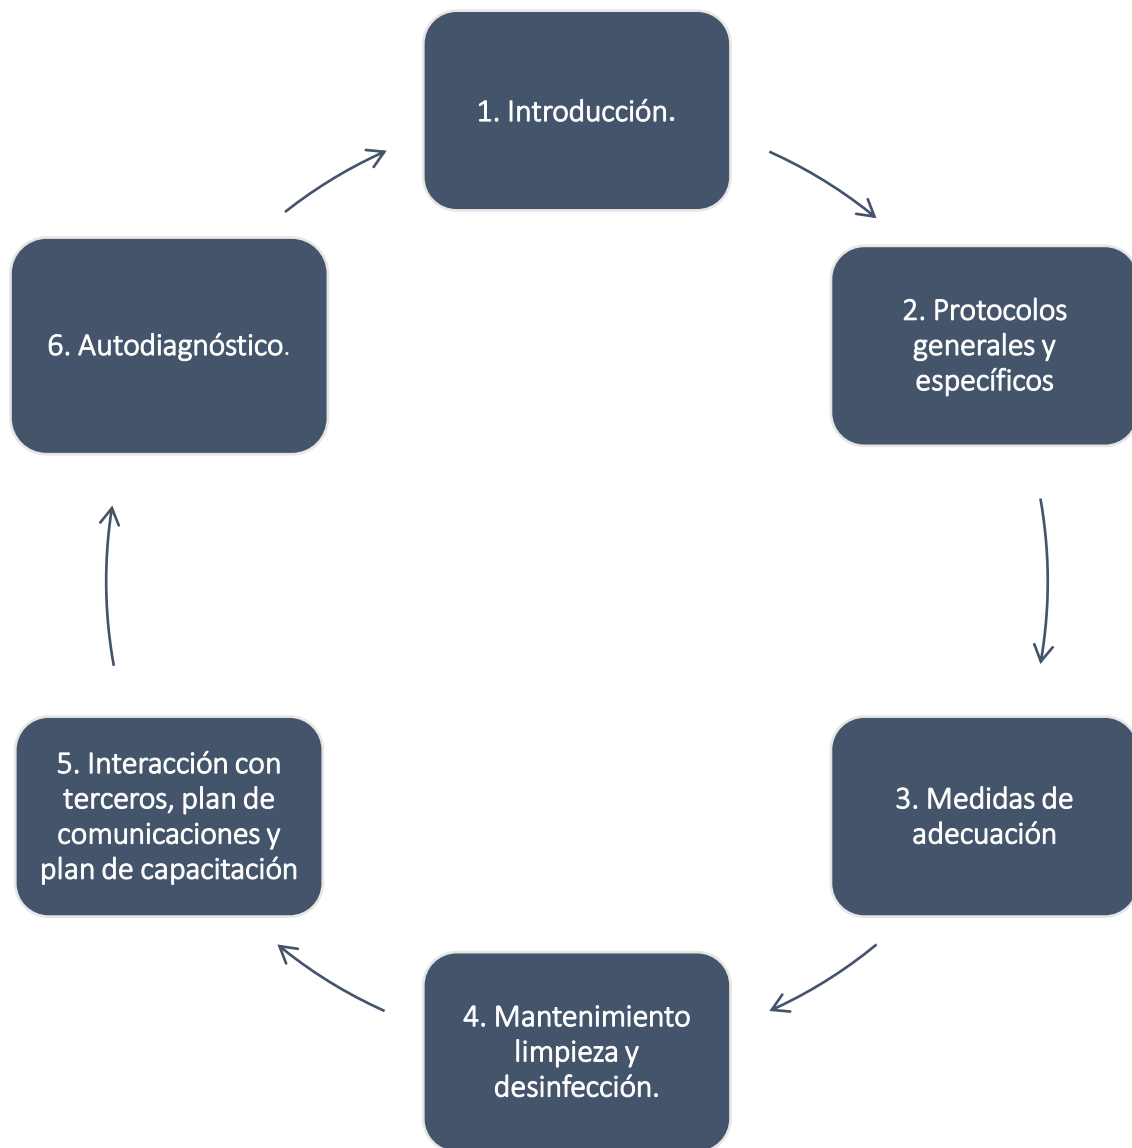 1. Introducción.
2. Protocolos
generales y
específicos
3. Medidas de
adecuación
4. Mantenimiento
limpieza y
desinfección.
5. Interacción con
terceros, plan de
comunicaciones y
plan de capacitación
6. Autodiagnóstico.